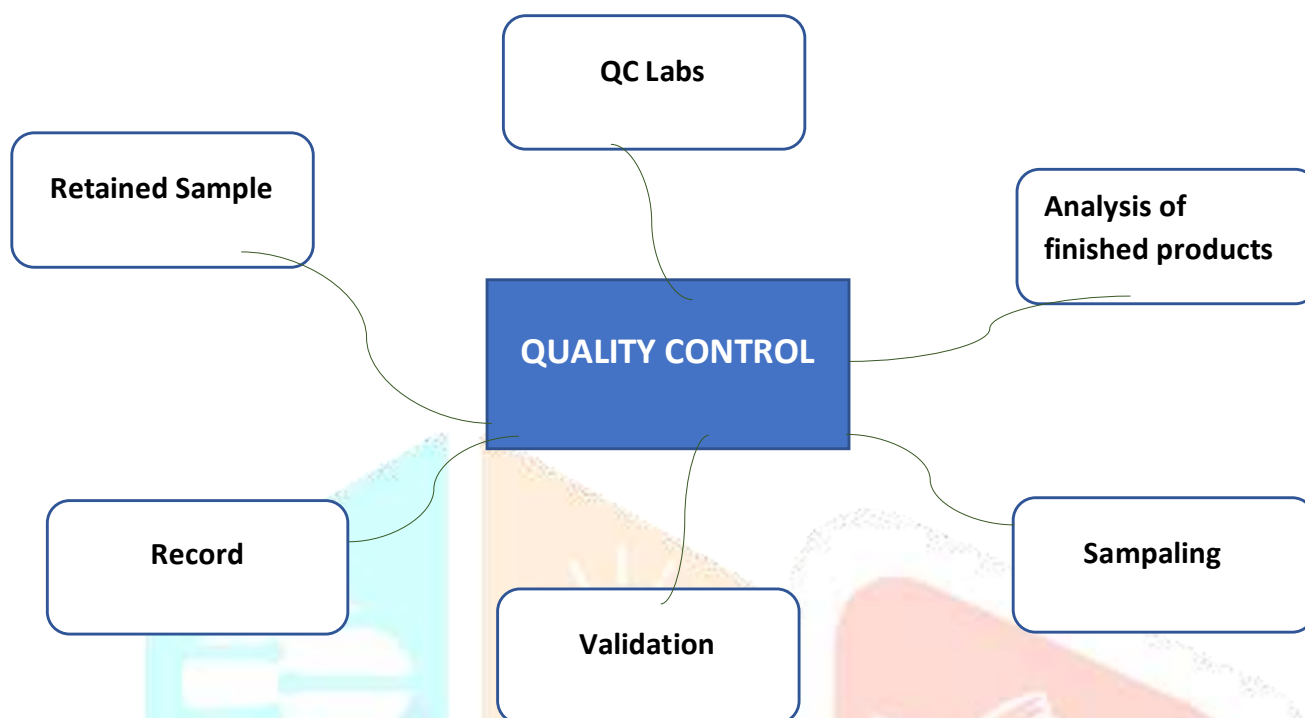 QC Labs
Retained Sample
Analysis of
finished products
QUALITY CONTROL
Record
Sampaling
Validation